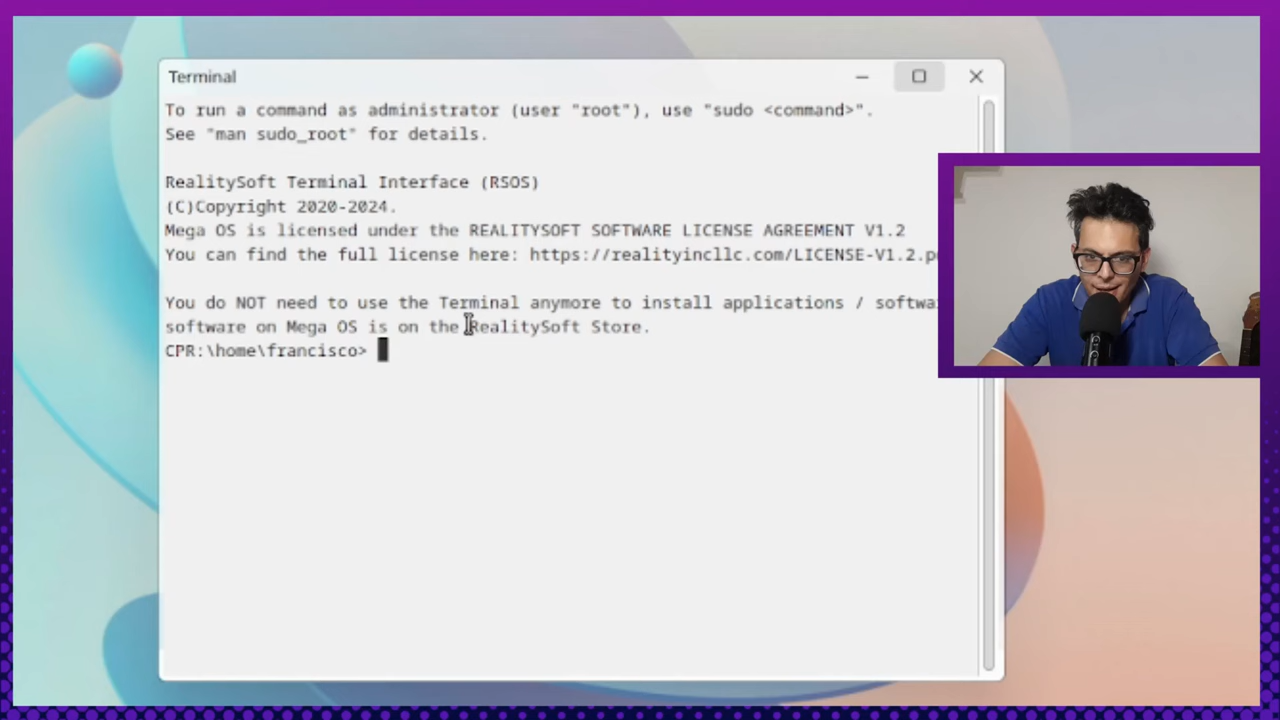 Terminal
To run a command as administrator (user "root"), use "sudo <command>".
See "man sudo_root" for details.
RealitySoft Terminal Interface (RSOS)
(C)Copyright 2020-2024.
Mega OS is licensed under the REALITYSOFT SOFTWARE LICENSE AGREEMENT V1.2
You can find the full license here: https://realityincllc.com/LICENSE-V1.2.p
You do NOT need to use the Terminal anymore to install applications /
software on Mega OS is on the RealitySoft Store.
CPR:\home\francisco>